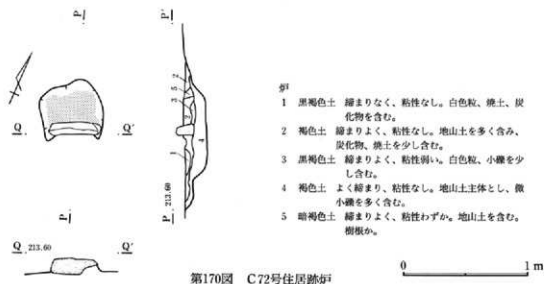 P
P'
Q
Q'
P
213.60
P
2
5
3
2
4
1
Q 213.60
Q'
炉
1 黒褐色土 締まりなく、粘性なし。白色粒、焼土、炭
化物を含む。
2 褐色土 締まりよく、粘性なし。地山土を多く含み、
炭化物、焼土を少し含む。
3 黒褐色土 締まりよく、粘性弱い。白色粒、小礫を少
し含む。
4 褐色土 よく締まり、粘性なし。地山土主体とし、微
小礫を多く含む。
5 暗褐色土 締まりよく、粘性わずか。地山土を含む。
樹根か。
第170図 C72号住居跡炉
0 1m